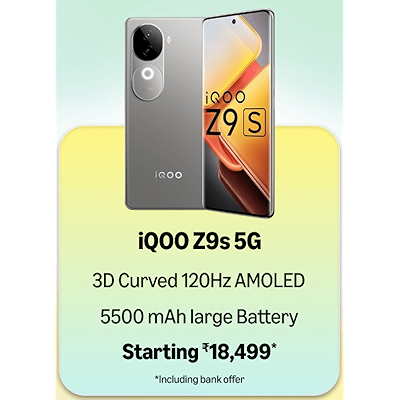 iQOO
Z9s
iQOO
iQOO Z9s 5G
3D Curved 120Hz AMOLED
5500 mAh large Battery
Starting ₹18,499*
*Including bank offer